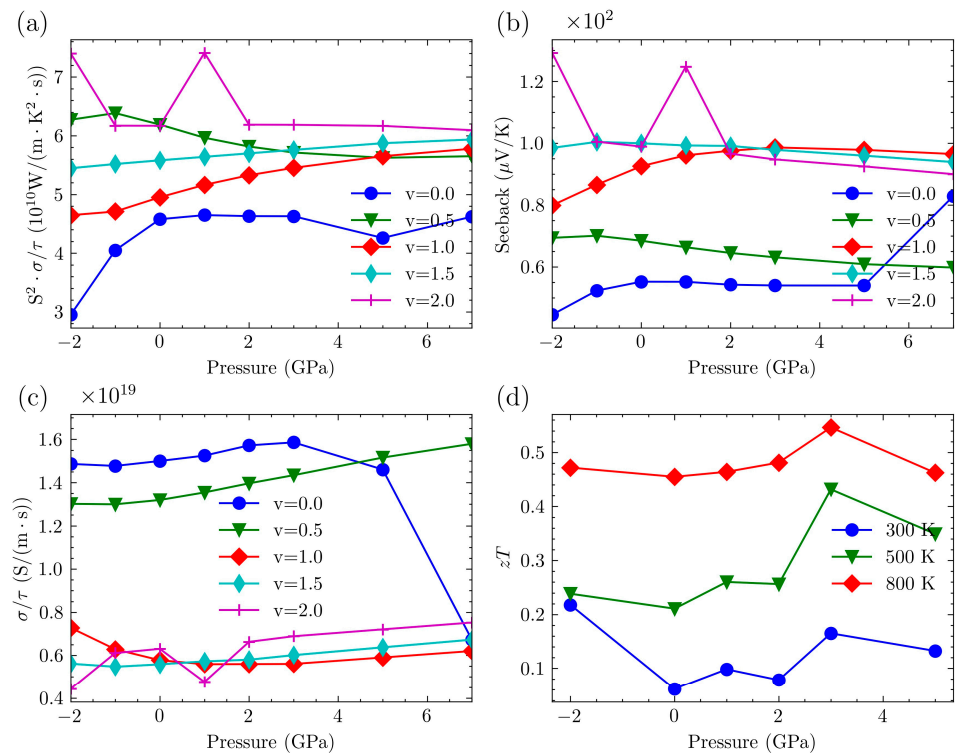 (a)
S² · σ/τ (10¹⁰W/(m · K² · s))
7
6
5
4
3
v=0.0
v=0.5
v=1.0
v=1.5
v=2.0
−2 0 2 4 6
Pressure (GPa)
(b)
×10²
Seeback (μV/K)
1.2
1.0
0.8
0.6
v=0.0
v=0.5
v=1.0
v=1.5
v=2.0
−2 0 2 4 6
Pressure (GPa)
(c)
×10¹⁹
σ/τ (S/(m · s)
1.6
1.4
1.2
1.0
0.8
0.6
0.4
v=0.0
v=0.5
v=1.0
v=1.5
v=2.0
−2 0 2 4 6
Pressure (GPa)
(d)
zT
0.5
0.4
0.3
0.2
0.1
300 K
500 K
800 K
−2 0 2 4
Pressure (GPa)